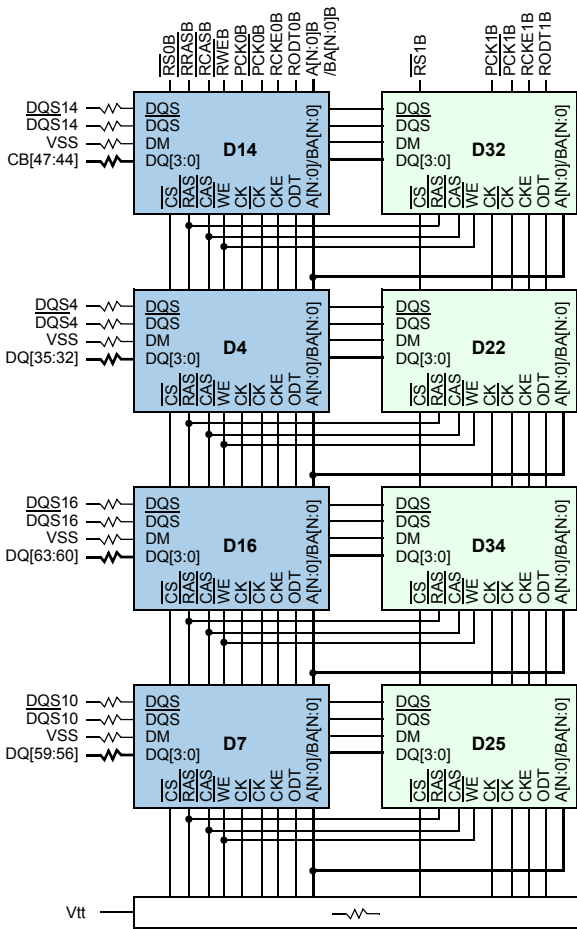 RS0B
RRASB
RCASB
RWEB
PCK0B
PCK0B
RCKE0B
RODT0B
A[N:0]B
/BA[N:0]B
RS1B
PCK1B
PCK1B
RCKE1B
RODT1B
DQS14
DQS14
VSS
CB[47:44]
DQS
DQS
DM
DQ[3:0]
D14
CS
RAS
CAS
WE
CK
CK
CKE
ODT
A[N:0]/BA[N:0]
DQS
DQS
DM
DQ[3:0]
D32
CS
RAS
CAS
WE
CK
CK
CKE
ODT
A[N:0]/BA[N:0]
DQS4
DQS4
VSS
DQ[35:32]
DQS
DQS
DM
DQ[3:0]
D4
CS
RAS
CAS
WE
CK
CK
CKE
ODT
A[N:0]/BA[N:0]
DQS
DQS
DM
DQ[3:0]
D22
CS
RAS
CAS
WE
CK
CK
CKE
ODT
A[N:0]/BA[N:0]
DQS16
DQS16
VSS
DQ[63:60]
DQS
DQS
DM
DQ[3:0]
D16
CS
RAS
CAS
WE
CK
CK
CKE
ODT
A[N:0]/BA[N:0]
DQS
DQS
DM
DQ[3:0]
D34
CS
RAS
CAS
WE
CK
CK
CKE
ODT
A[N:0]/BA[N:0]
DQS10
DQS10
VSS
DQ[59:56]
DQS
DQS
DM
DQ[3:0]
D7
CS
RAS
CAS
WE
CK
CK
CKE
ODT
A[N:0]/BA[N:0]
DQS
DQS
DM
DQ[3:0]
D25
CS
RAS
CAS
WE
CK
CK
CKE
ODT
A[N:0]/BA[N:0]
Vtt